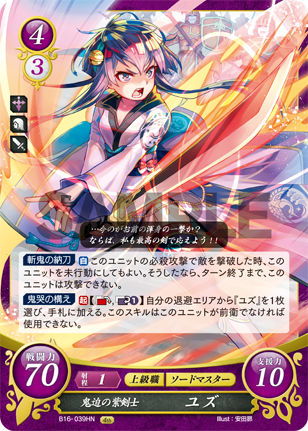 4
3
SAMPLE
…今のがお前の渾身の一撃か?
ならば、私も最高の剣で応えよう!!
斬鬼の納刀 自 このユニットの必殺攻撃で敵を撃破した時、この
ユニットを未行動にしてもよい。そうしたなら、ターン終了まで、この
ユニットは攻撃できない。
鬼哭の構え 起 【 、 1】自分の退避エリアから『ユズ』を1枚
選び、手札に加える。このスキルはこのユニットが前衛でなければ
使用できない。
戦闘力
70
射程
1
上級職
ソードマスター
支援力
10
鬼迫の紫剣士 ユズ
B16-039HN
Illust : 安田類